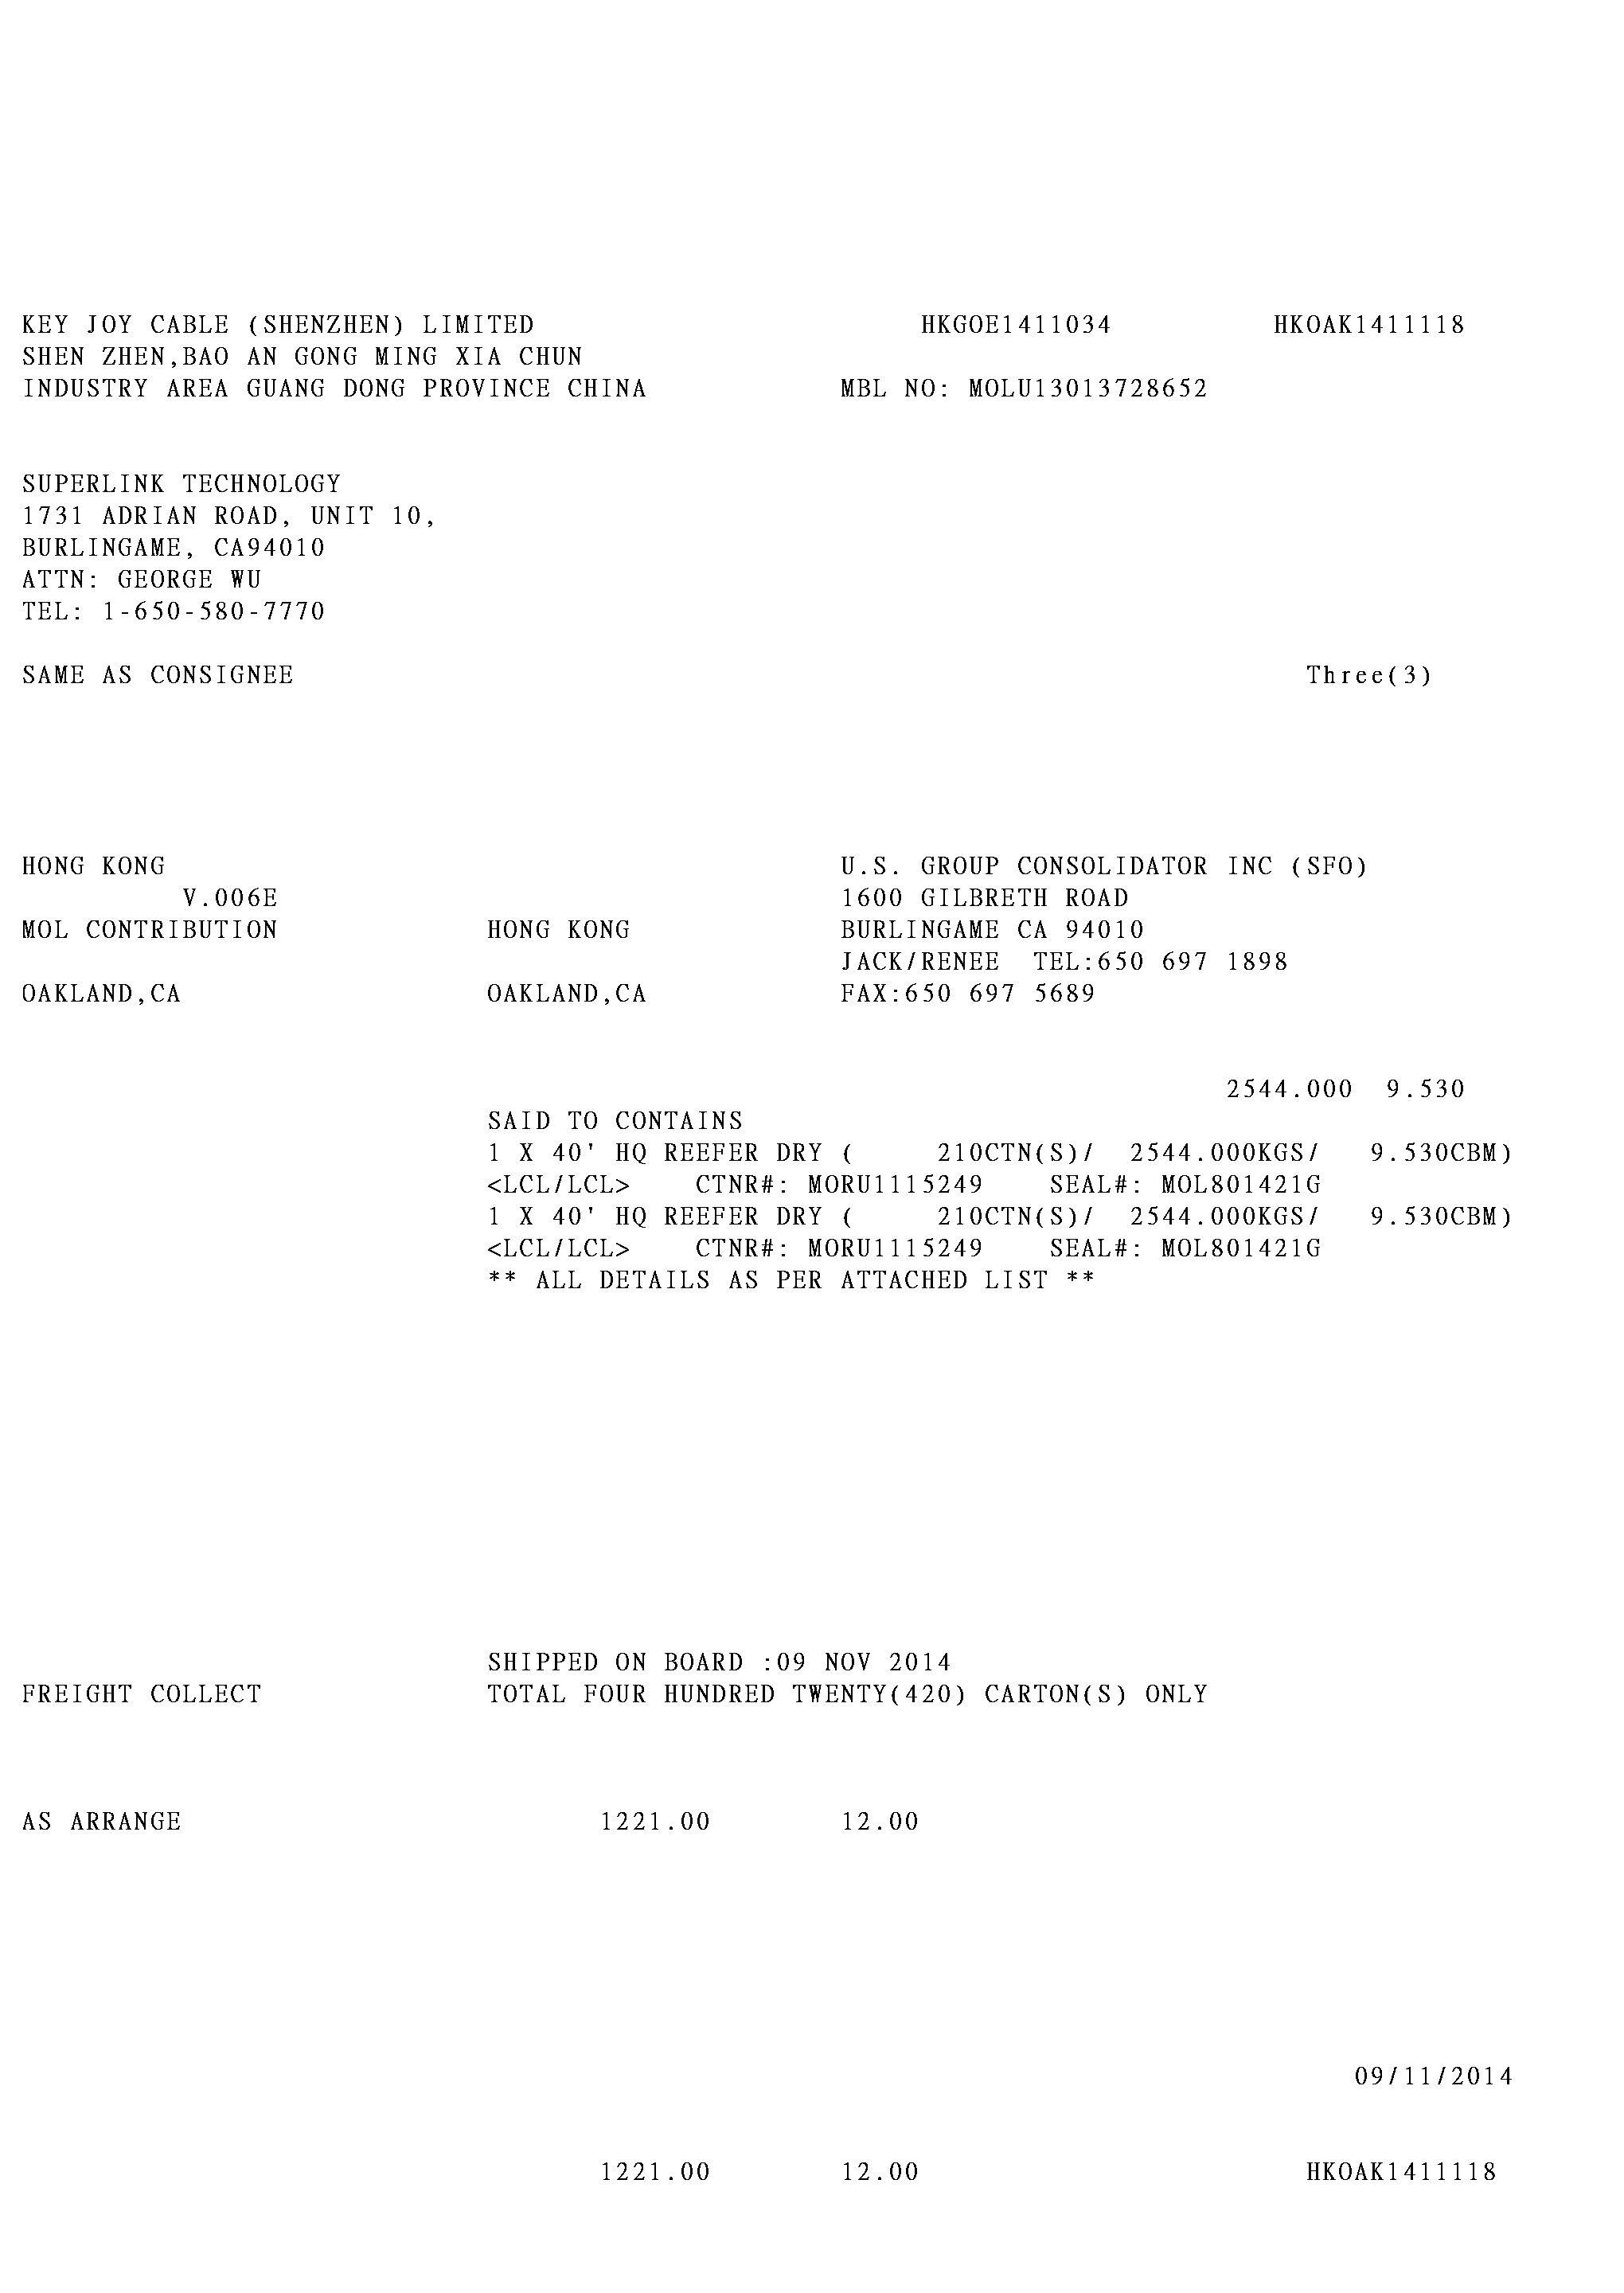 KEY JOY CABLE (SHENZHEN) LIMITED HKGOE1411034 HKOAK1411118
SHEN ZHEN,BAO AN GONG MING XIA CHUN
INDUSTRY AREA GUANG DONG PROVINCE CHINA MBL NO: MOLU13013728652
SUPERLINK TECHNOLOGY
1731 ADRIAN ROAD, UNIT 10,
BURLINGAME, CA94010
ATTN: GEORGE WU
TEL: 1-650-580-7770
SAME AS CONSIGNEE Three(3)
HONG KONG U.S. GROUP CONSOLIDATOR INC (SFO)
V.006E 1600 GILBRETH ROAD
MOL CONTRIBUTION HONG KONG BURLINGAME CA 94010
JACK/RENEE TEL:650 697 1898
OAKLAND,CA OAKLAND,CA FAX:650 697 5689
2544.000 9.530
SAID TO CONTAINS
1 X 40' HQ REEFER DRY ( 210CTN(S)/ 2544.000KGS/ 9.530CBM)
<LCL/LCL> CTNR#: MORU1115249 SEAL#: MOL801421G
1 X 40' HQ REEFER DRY ( 210CTN(S)/ 2544.000KGS/ 9.530CBM)
<LCL/LCL> CTNR#: MORU1115249 SEAL#: MOL801421G
** ALL DETAILS AS PER ATTACHED LIST **
SHIPPED ON BOARD :09 NOV 2014
FREIGHT COLLECT TOTAL FOUR HUNDRED TWENTY(420) CARTON(S) ONLY
AS ARRANGE 1221.00 12.00
09/11/2014
1221.00 12.00 HKOAK1411118